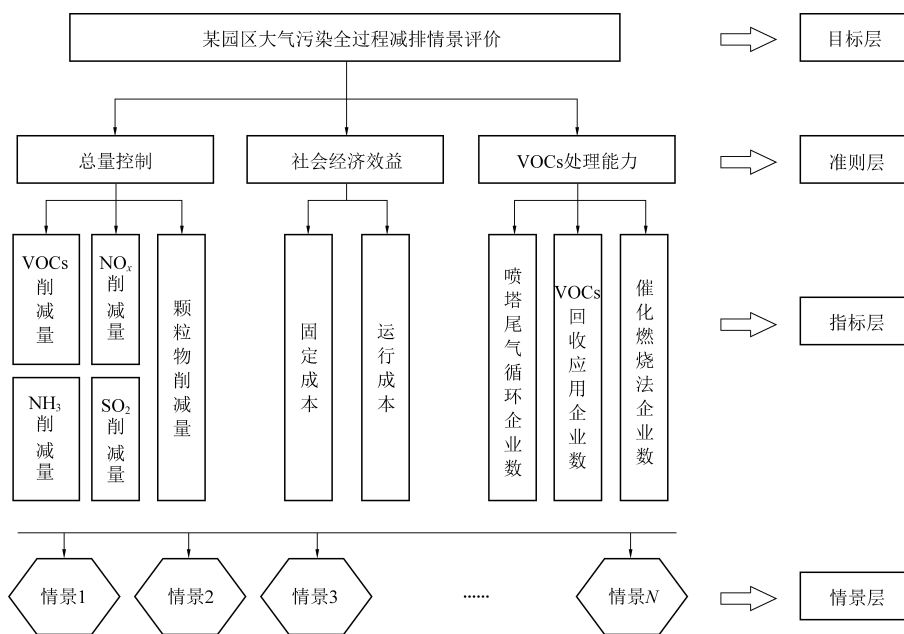 某园区大气污染全过程减排情景评价
目标层
总量控制
社会经济效益
VOCs处理能力
准则层
VOCs削减量
NOx削减量
NH3削减量
SO2削减量
颗粒物削减量
固定成本
运行成本
喷塔尾气循环企业数
VOCs回收应用企业数
催化燃烧法企业数
指标层
情景1
情景2
情景3
......
情景N
情景层